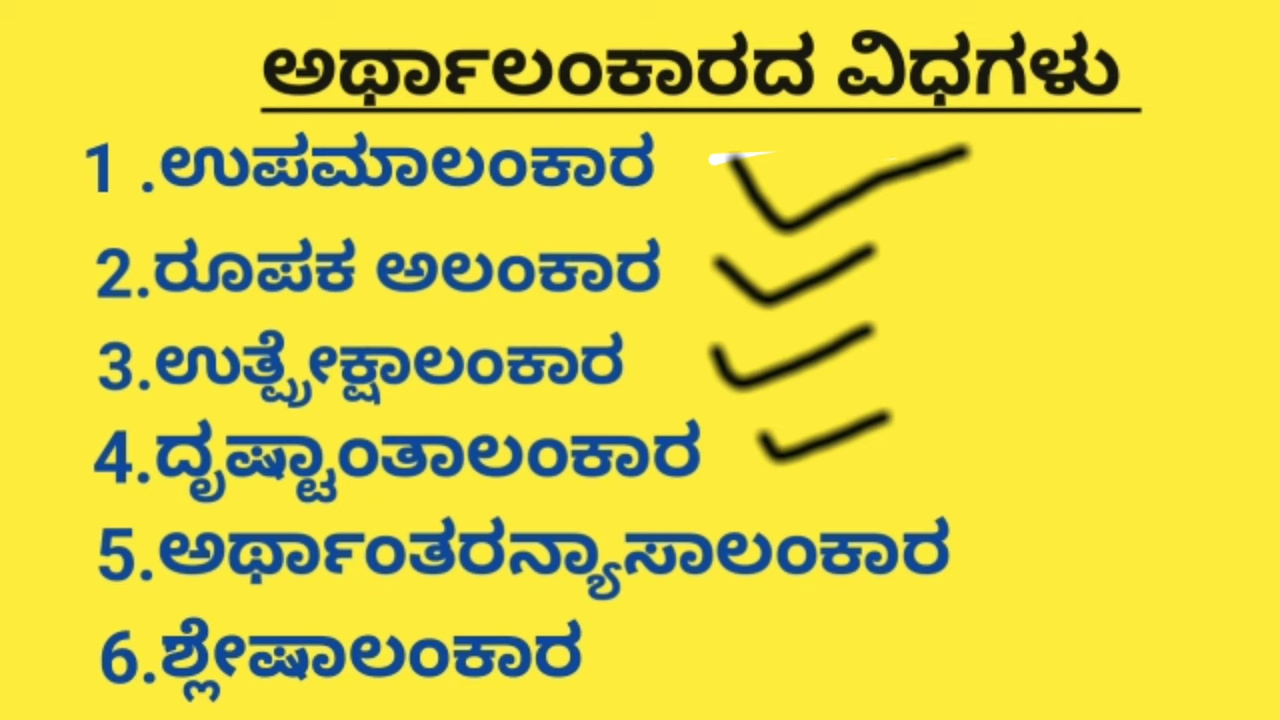 ಅರ್ಥಾಲಂಕಾರದ ವಿಧಗಳು
1 .ಉಪಮಾಲಂಕಾರ
2.ರೂಪಕ ಅಲಂಕಾರ
3.ಉತ್ಪ್ರೇಕ್ಷಾಲಂಕಾರ
4.ದೃಷ್ಟಾಂತಾಲಂಕಾರ
5.ಅರ್ಥಾಂತರನ್ಯಾಸಾಲಂಕಾರ
6.ಶ್ಲೇಷಾಲಂಕಾರ